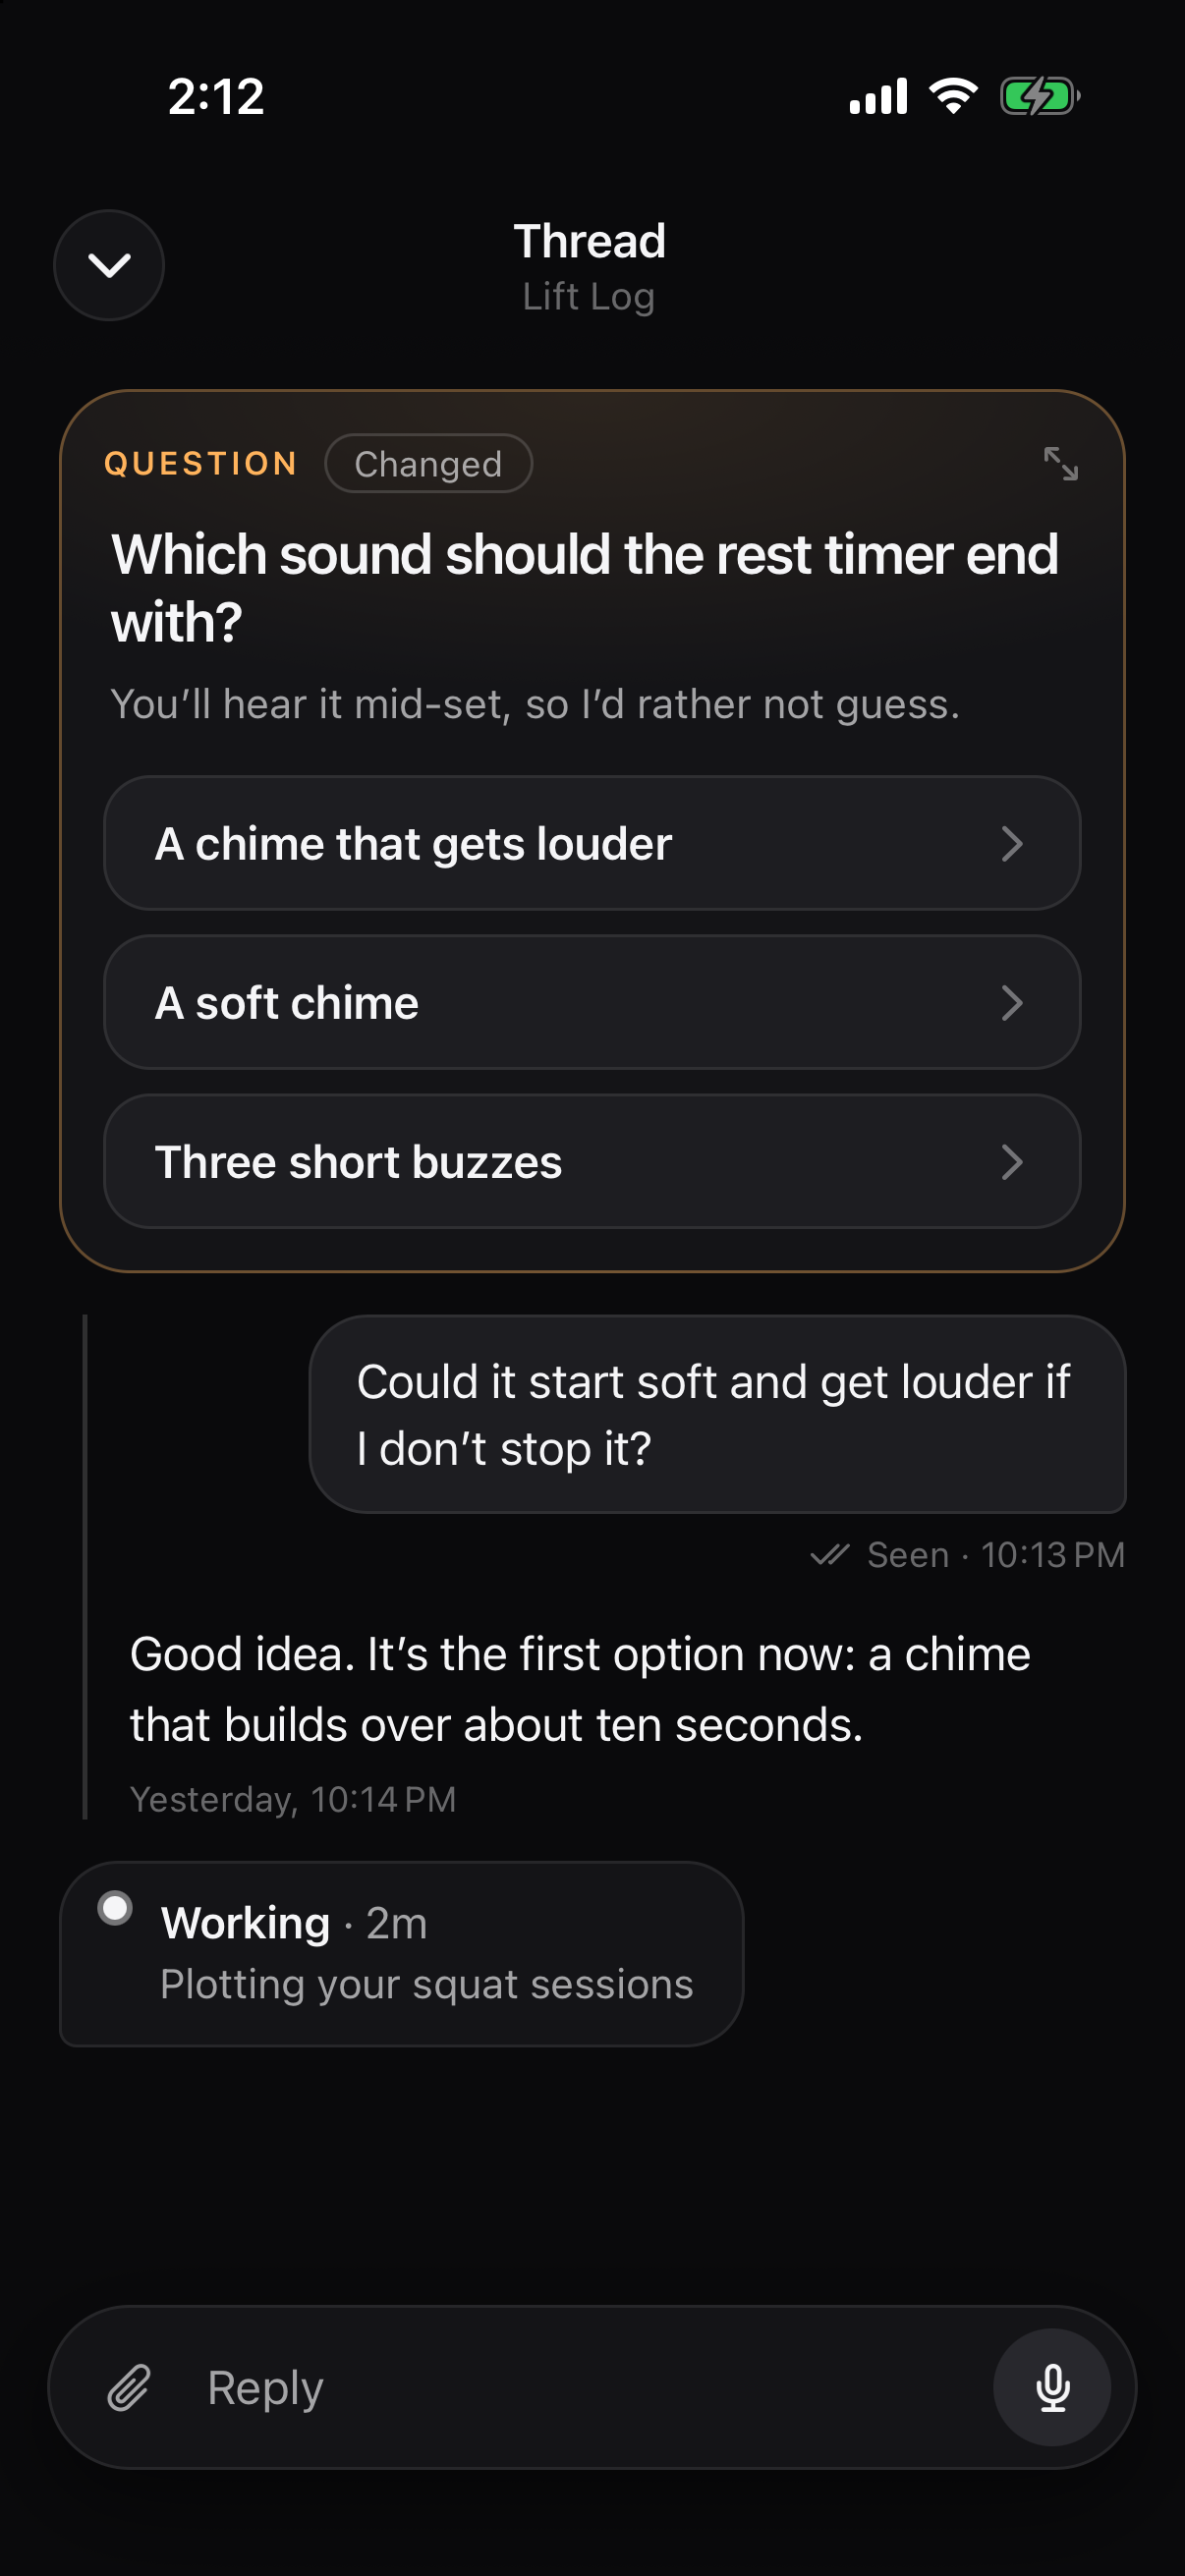 2:12
Thread
Lift Log
QUESTION
Changed
Which sound should the rest timer end
with?
You’ll hear it mid-set, so I’d rather not guess.
A chime that gets louder
A soft chime
Three short buzzes
Could it start soft and get louder if
I don’t stop it?
Seen · 10:13 PM
Good idea. It’s the first option now: a chime
that builds over about ten seconds.
Yesterday, 10:14 PM
Working · 2m
Plotting your squat sessions
Reply